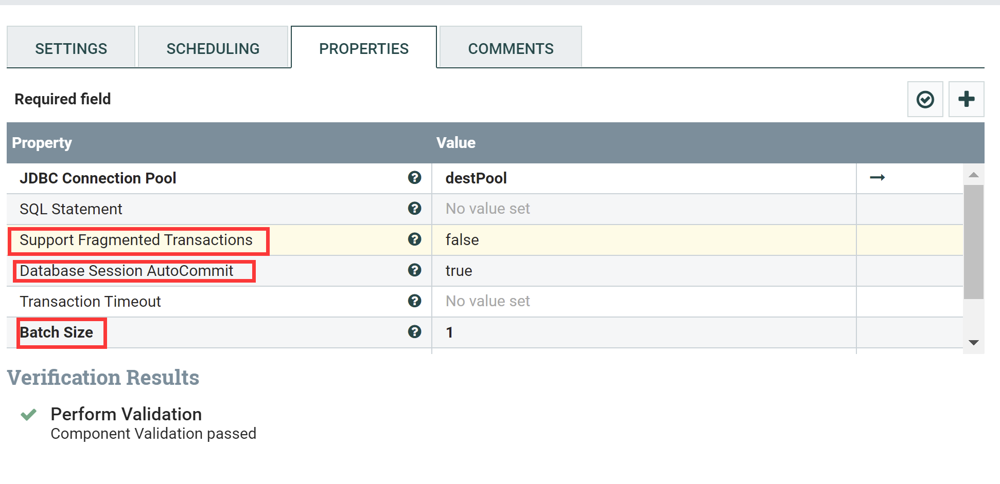 SETTINGS SCHEDULING PROPERTIES COMMENTS
Required field
Property Value
JDBC Connection Pool destPool
SQL Statement No value set
Support Fragmented Transactions false
Database Session AutoCommit true
Transaction Timeout No value set
Batch Size 1
Verification Results
Perform Validation
Component Validation passed